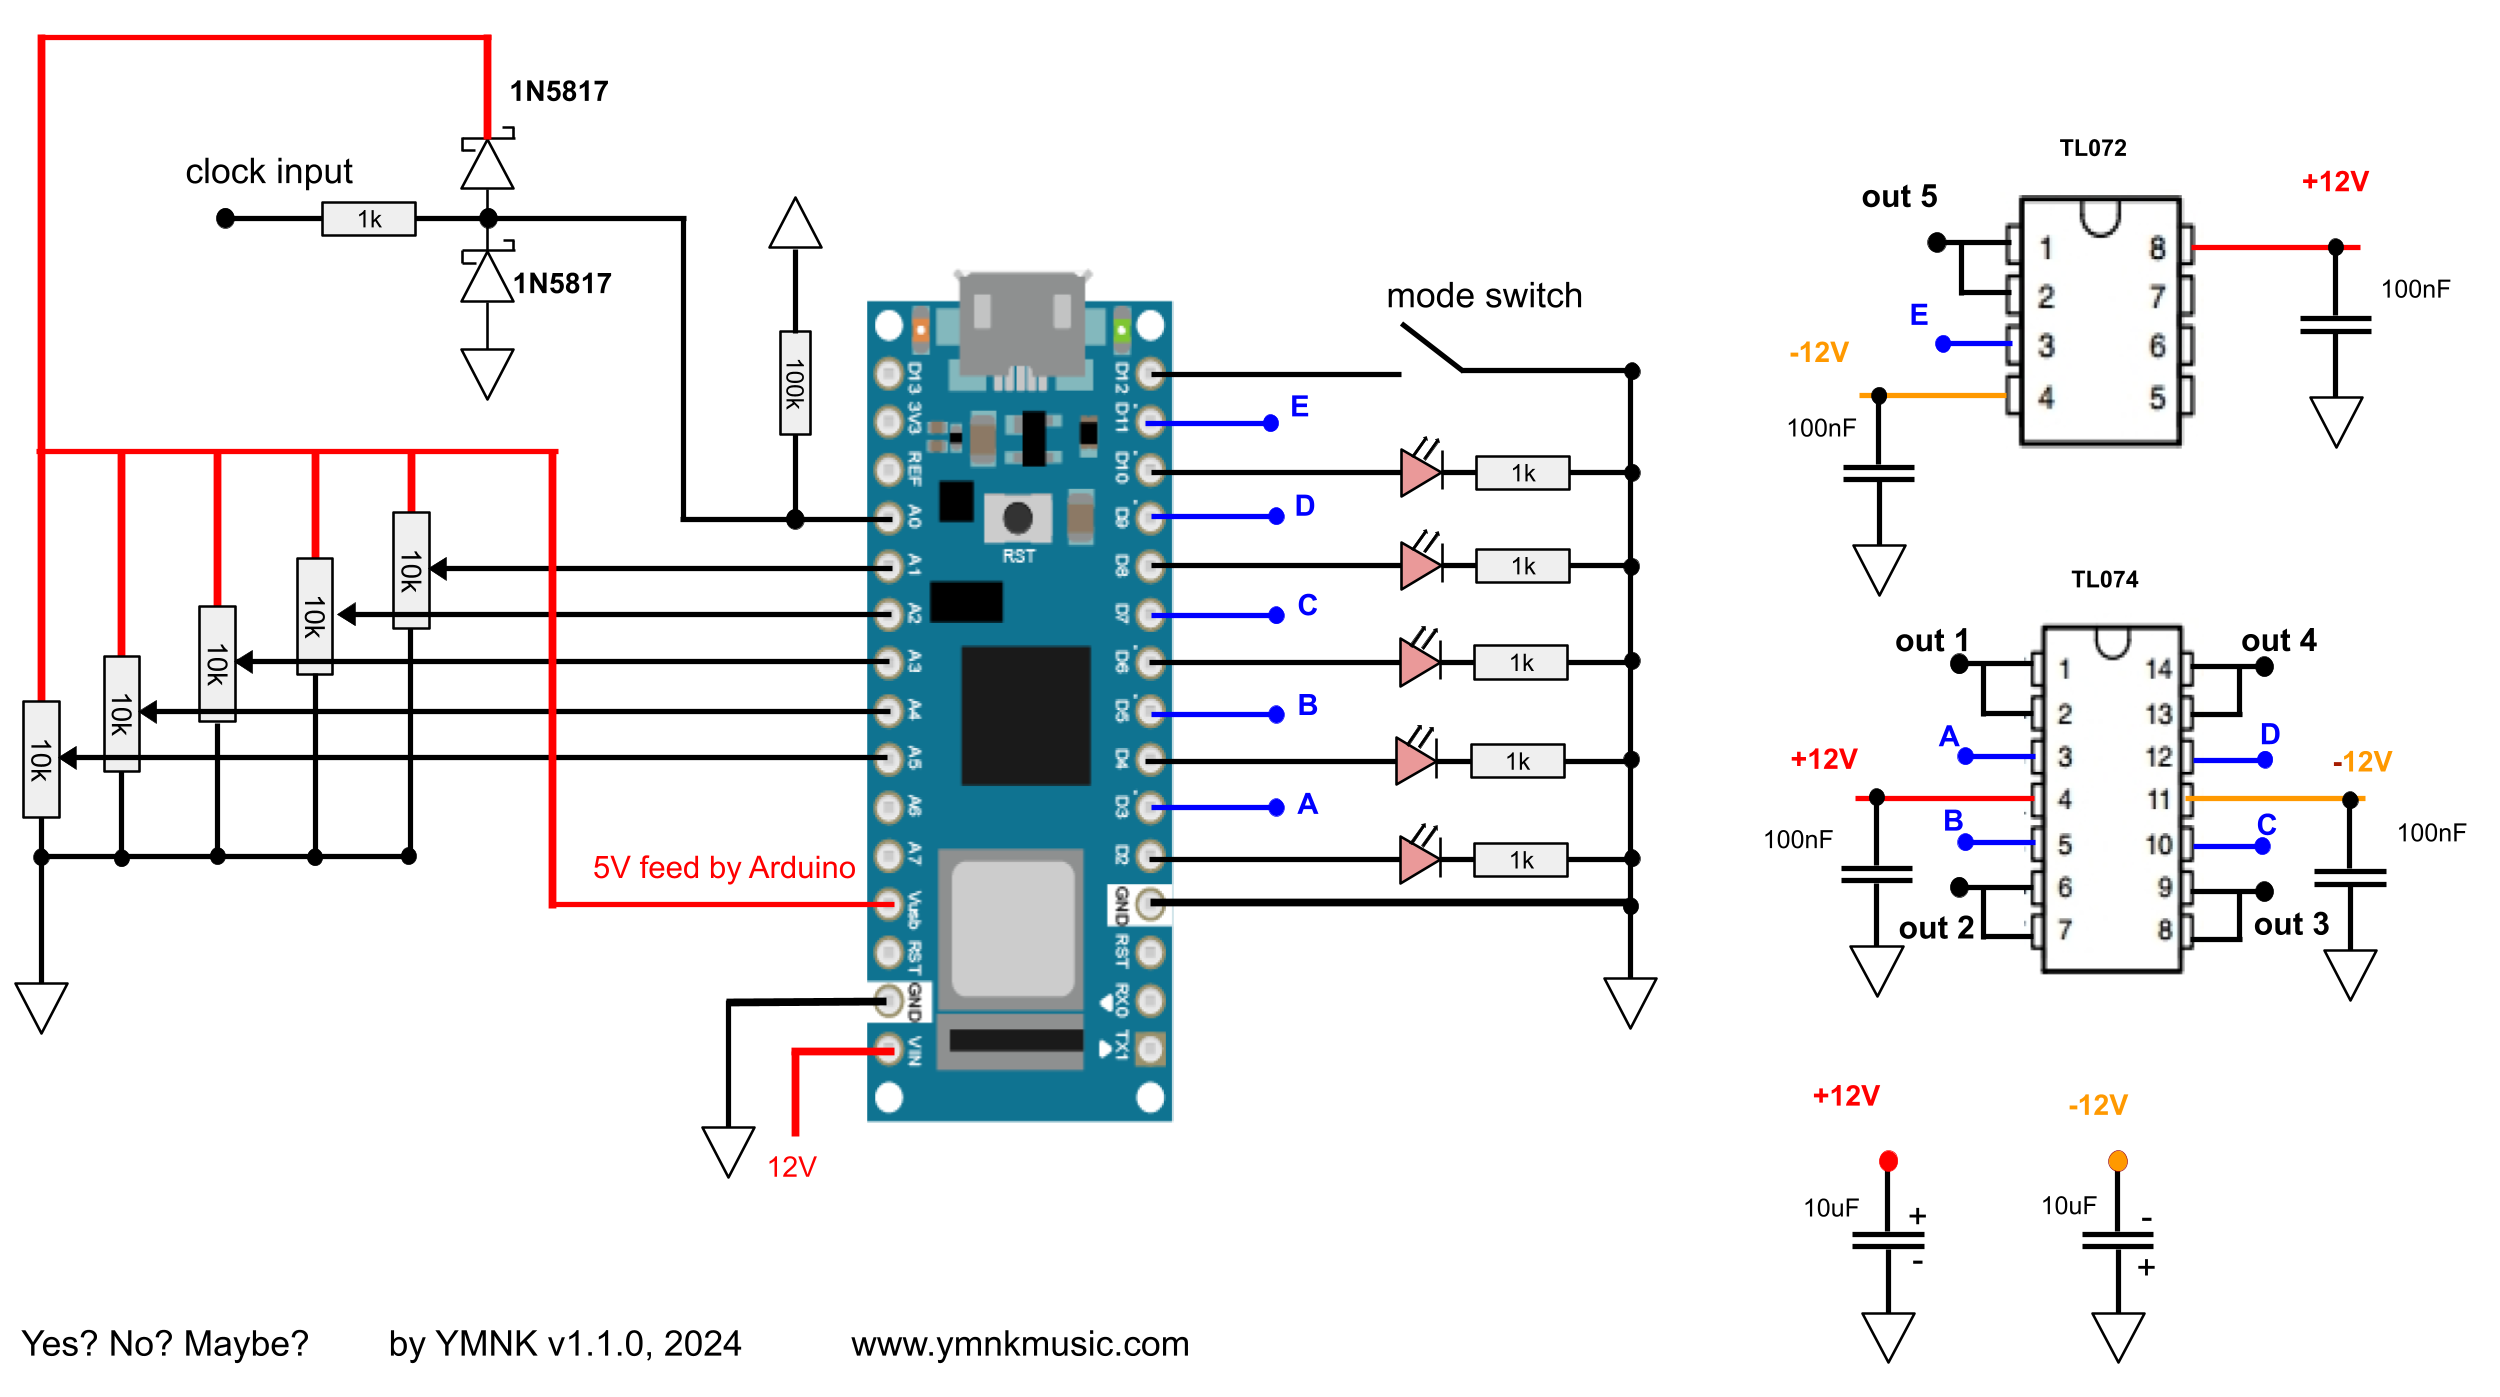 1N5817
clock input
1k
1N5817
100k
10k
10k
10k
10k
10k
5V feed by Arduino
12V
D13
3V3
REF
A0
A1
A2
A3
A4
A5
A6
A7
Vusb
RST
GND
VIN
RST
D12
D11
D10
D9
D8
D7
D6
D5
D4
D3
D2
GND
RST
RX0
TX1
mode switch
E
1k
D
1k
C
1k
B
1k
A
1k
TL072
out 5
+12V
1 8
100nF
2 7
E
3 6
-12V
4 5
100nF
TL074
out 1
out 4
1 14
2 13
A
D
3 12
+12V
-12V
4 11
100nF
100nF
B
C
5 10
6 9
out 2
out 3
7 8
+12V
-12V
10uF
+
-
10uF
-
+
Yes? No? Maybe? by YMNK v1.1.0, 2024 www.ymnkmusic.com